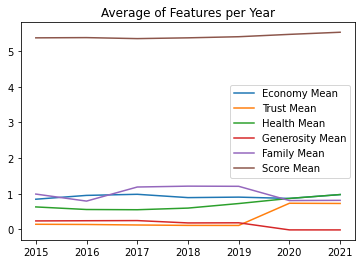 Average of Features per Year
5
4
3
2
1
0
Economy Mean
Trust Mean
Health Mean
Generosity Mean
Family Mean
Score Mean
2015 2016 2017 2018 2019 2020 2021